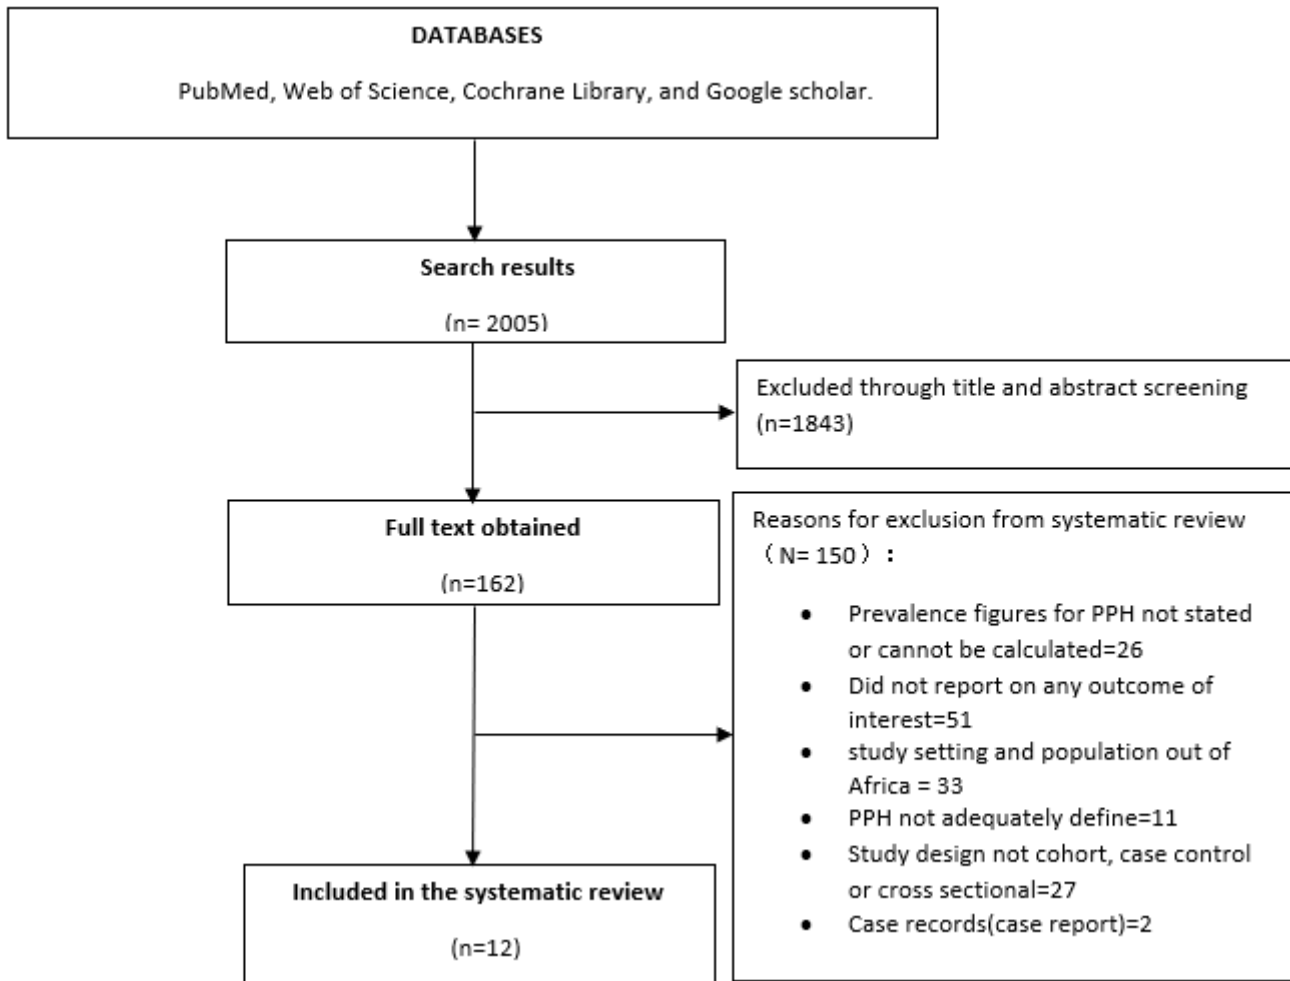 DATABASES
PubMed, Web of Science, Cochrane Library, and Google scholar.
Search results
(n= 2005)
Excluded through title and abstract screening
(n=1843)
Full text obtained
(n=162)
Reasons for exclusion from systematic review
（N= 150）:
• Prevalence figures for PPH not stated
or cannot be calculated=26
• Did not report on any outcome of
interest=51
• study setting and population out of
Africa = 33
• PPH not adequately define=11
• Study design not cohort, case control
or cross sectional=27
• Case records(case report)=2
Included in the systematic review
(n=12)